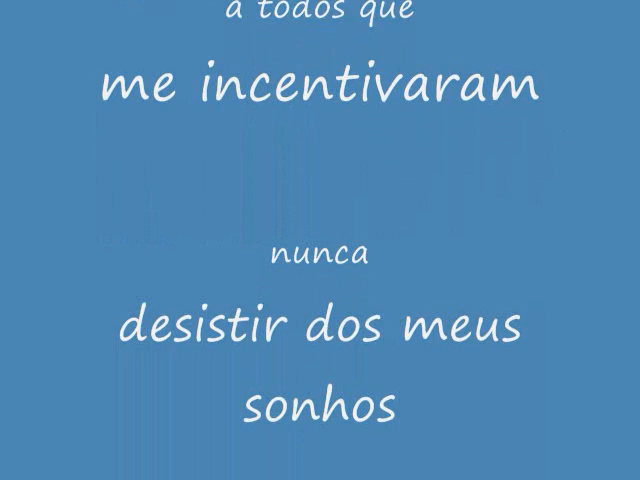 a todos que
me incentivaram
nunca
desistir dos meus
sonhos